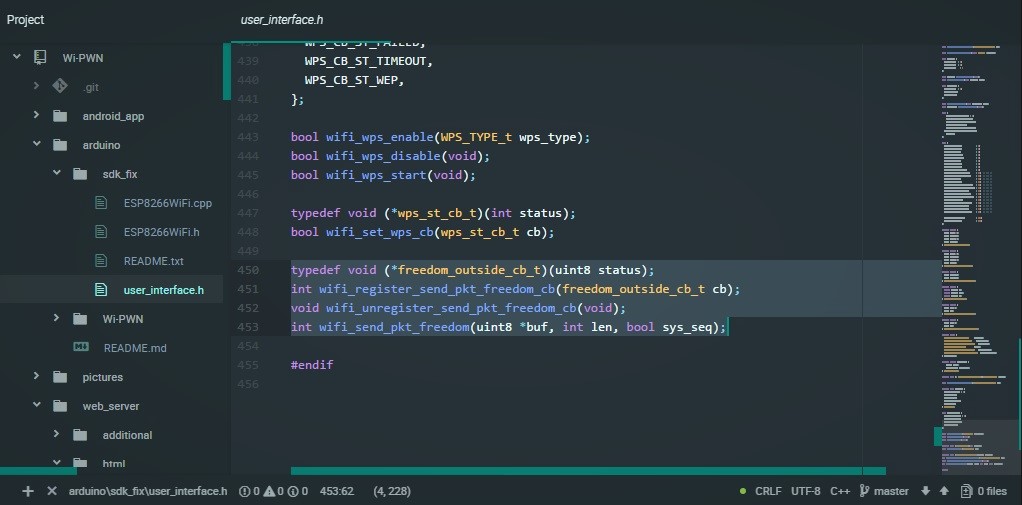 Project
Wi-PWN
.git
android_app
arduino
sdk_fix
ESP8266WiFi.cpp
ESP8266WiFi.h
README.txt
user_interface.h
Wi-PWN
README.md
pictures
web_server
additional
html
user_interface.h
438 WPS_CB_ST_FAILED,
439 WPS_CB_ST_TIMEOUT,
440 WPS_CB_ST_WEP,
441 };
442
443 bool wifi_wps_enable(WPS_TYPE_t wps_type);
444 bool wifi_wps_disable(void);
445 bool wifi_wps_start(void);
446
447 typedef void (*wps_st_cb_t)(int status);
448 bool wifi_set_wps_cb(wps_st_cb_t cb);
449
450 typedef void (*freedom_outside_cb_t)(uint8 status);
451 int wifi_register_send_pkt_freedom_cb(freedom_outside_cb_t cb);
452 void wifi_unregister_send_pkt_freedom_cb(void);
453 int wifi_send_pkt_freedom(uint8 *buf, int len, bool sys_seq);
454
455 #endif
456
arduino\sdk_fix\user_interface.h 0 0 0 453:62 (4, 228) CRLF UTF-8 C++ master 0 files